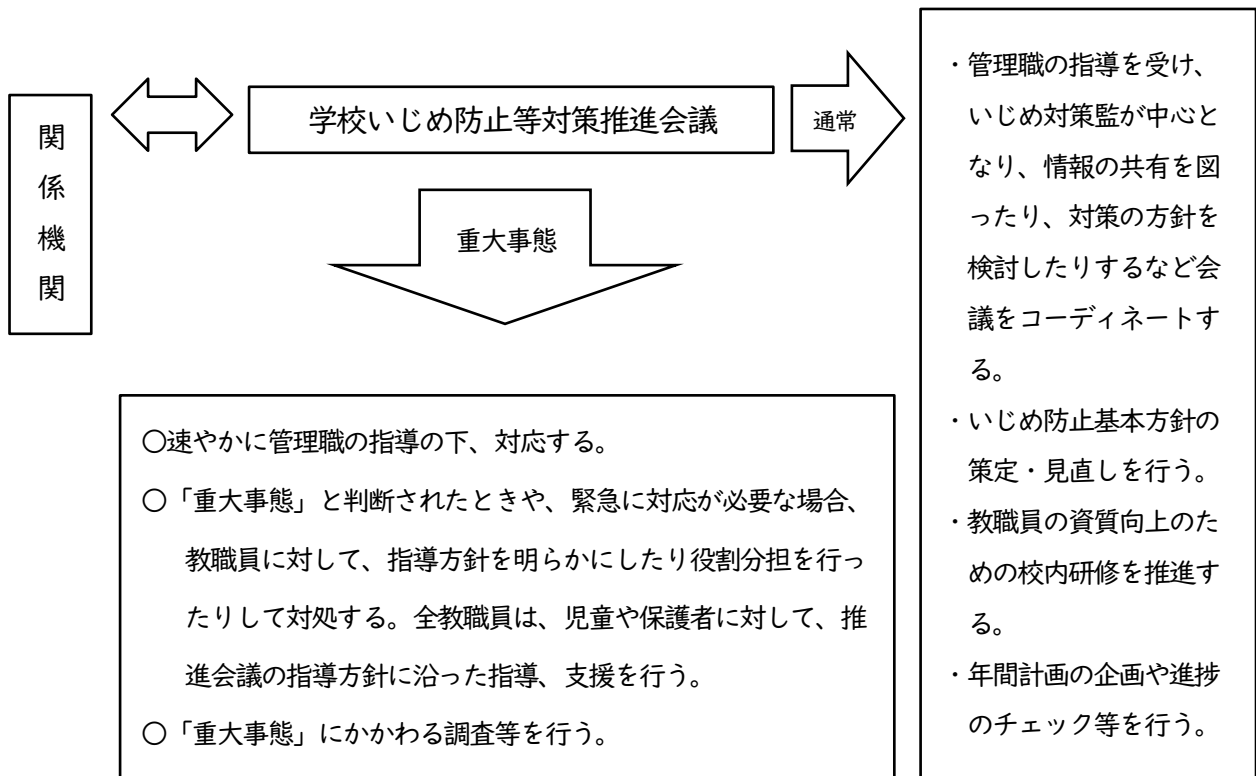 関係機関
学校いじめ防止等対策推進会議
通常
重大事態
・管理職の指導を受け、
いじめ対策監が中心と
なり、情報の共有を図
ったり、対策の方針を
検討したりするなど会
議をコーディネートす
る。
・いじめ防止基本方針の
策定・見直しを行う。
・教職員の資質向上のた
めの校内研修を推進す
る。
・年間計画の企画や進捗
のチェック等を行う。
〇速やかに管理職の指導の下、対応する。
〇「重大事態」と判断されたときや、緊急に対応が必要な場合、
教職員に対して、指導方針を明らかにしたり役割分担を行っ
たりして対処する。全教職員は、児童や保護者に対して、推
進会議の指導方針に沿った指導、支援を行う。
〇「重大事態」にかかわる調査等を行う。